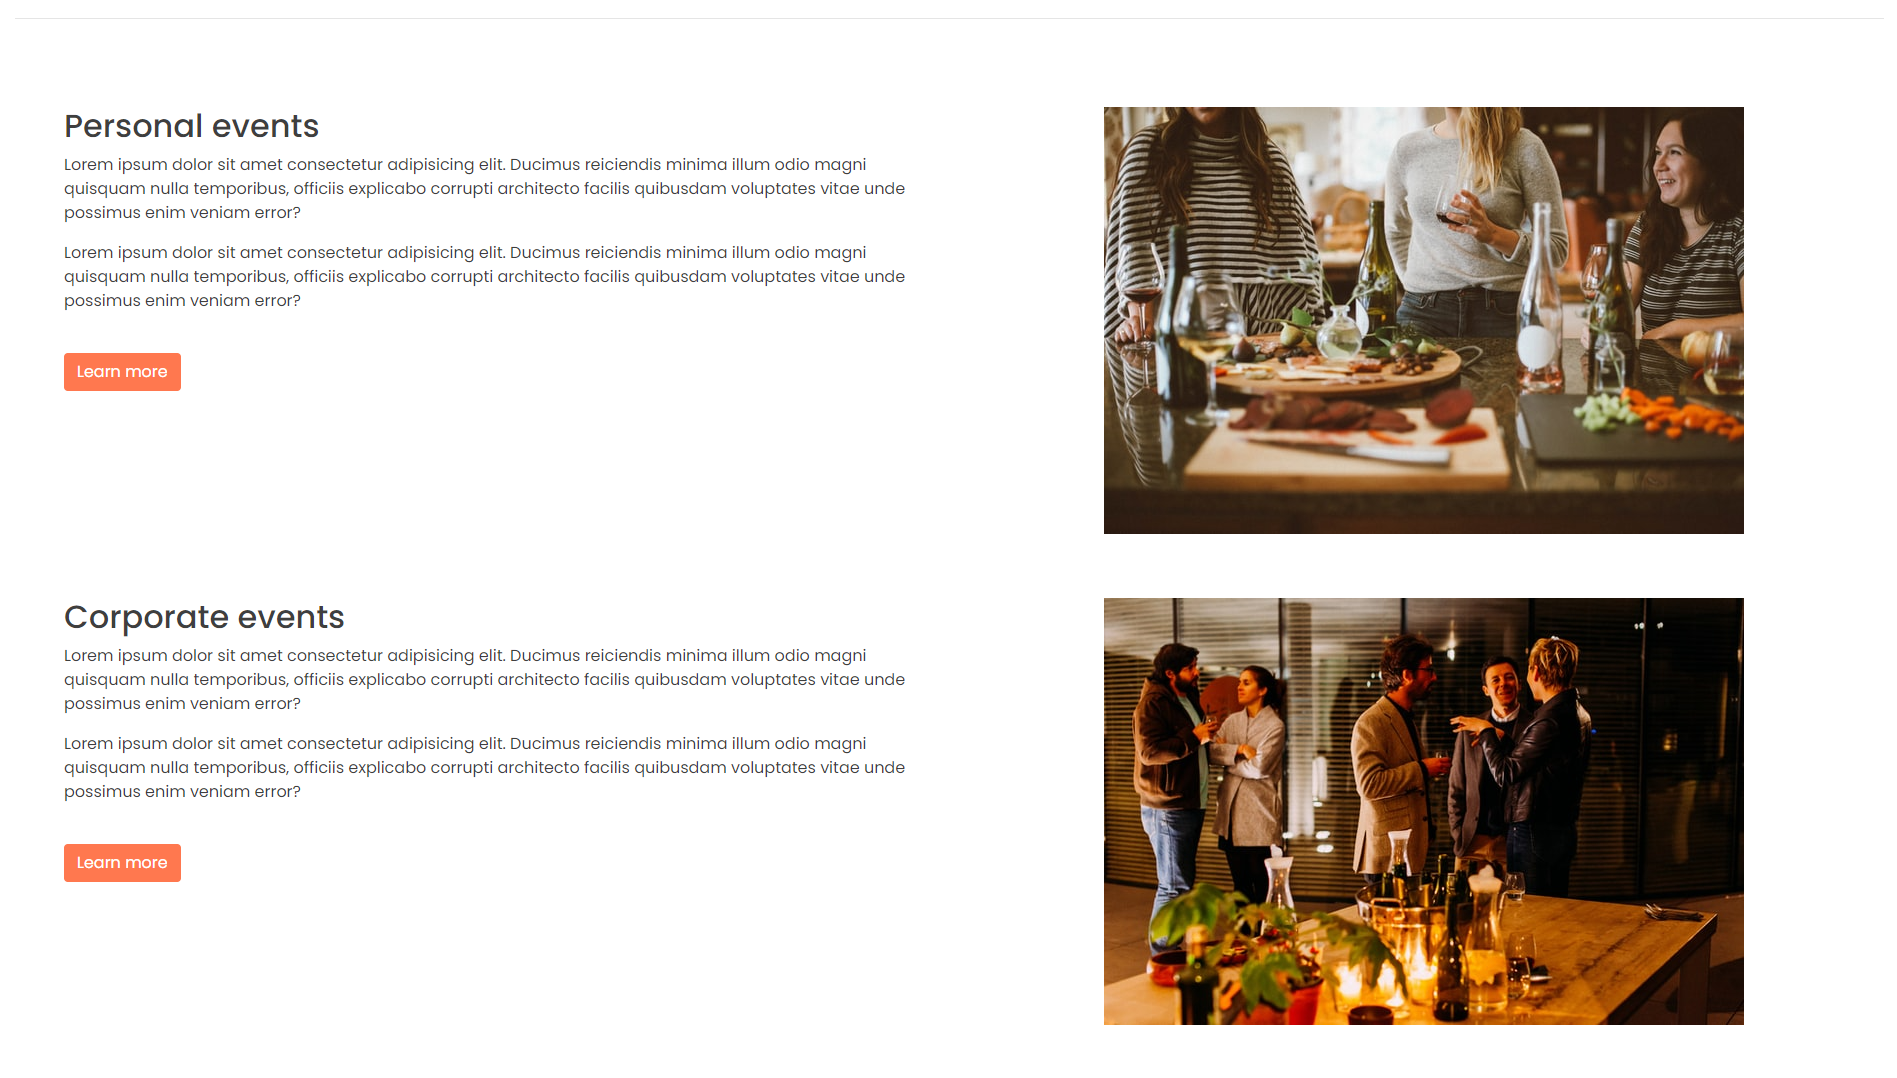 Personal events
Lorem ipsum dolor sit amet consectetur adipisicing elit. Ducimus reiciendis minima illum odio magni
quisquam nulla temporibus, officiis explicabo corrupti architecto facilis quibusdam voluptates vitae unde
possimus enim veniam error?
Lorem ipsum dolor sit amet consectetur adipisicing elit. Ducimus reiciendis minima illum odio magni
quisquam nulla temporibus, officiis explicabo corrupti architecto facilis quibusdam voluptates vitae unde
possimus enim veniam error?
Learn more
Corporate events
Lorem ipsum dolor sit amet consectetur adipisicing elit. Ducimus reiciendis minima illum odio magni
quisquam nulla temporibus, officiis explicabo corrupti architecto facilis quibusdam voluptates vitae unde
possimus enim veniam error?
Lorem ipsum dolor sit amet consectetur adipisicing elit. Ducimus reiciendis minima illum odio magni
quisquam nulla temporibus, officiis explicabo corrupti architecto facilis quibusdam voluptates vitae unde
possimus enim veniam error?
Learn more